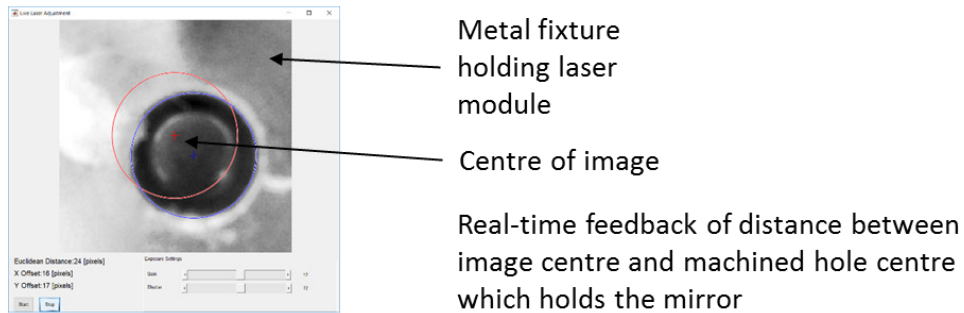 Live Laser Adjustment
Metal fixture
holding laser
module
Centre of image
Real-time feedback of distance between
image centre and machined hole centre
which holds the mirror
Euclidean Distance:24 [pixels]
X Offset:16 [pixels]
Y Offset:17 [pixels]
Exposure Settings
Gain
Shutter
Start Stop